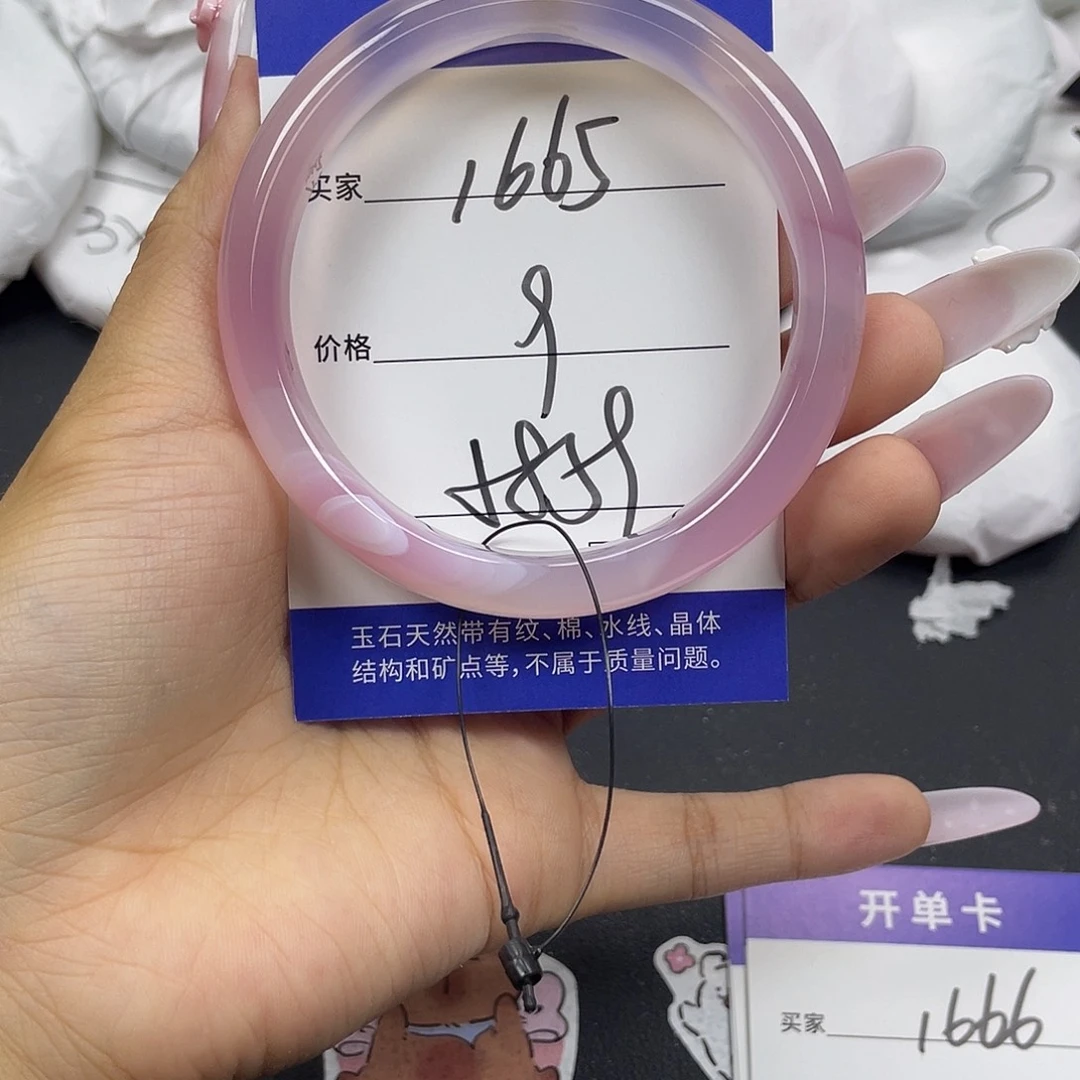 买家 1665
价格 9
玉石天然带有纹、棉、水线、晶体
结构和矿点等，不属于质量问题。
开单卡
买家 1666